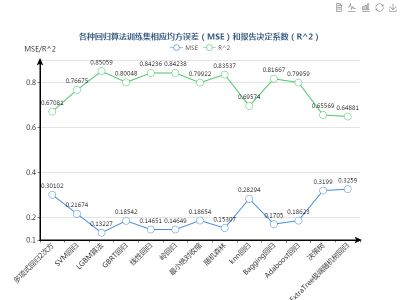 各种回归算法训练集相应均方误差（MSE）和报告决定系数（R^2）
MSE R^2
MSE/R^2
0.8
0.6
0.4
0.2
0.1
0.67081 0.76675 0.85059 0.80048 0.84236 0.84238 0.79922 0.83537 0.69574 0.81667 0.79959 0.65569 0.64881
0.30102 0.21674 0.13227 0.18542 0.14651 0.14649 0.18654 0.15307 0.28294 0.1705 0.18623 0.3199 0.3259
多项式回归2次方
SVM回归
LGBM算法
GBRT回归
线性回归
岭回归
最小绝对值收缩
随机森林
knn回归
Bagging回归
Adaboost回归
决策树
ExtraTree极端随机树回归